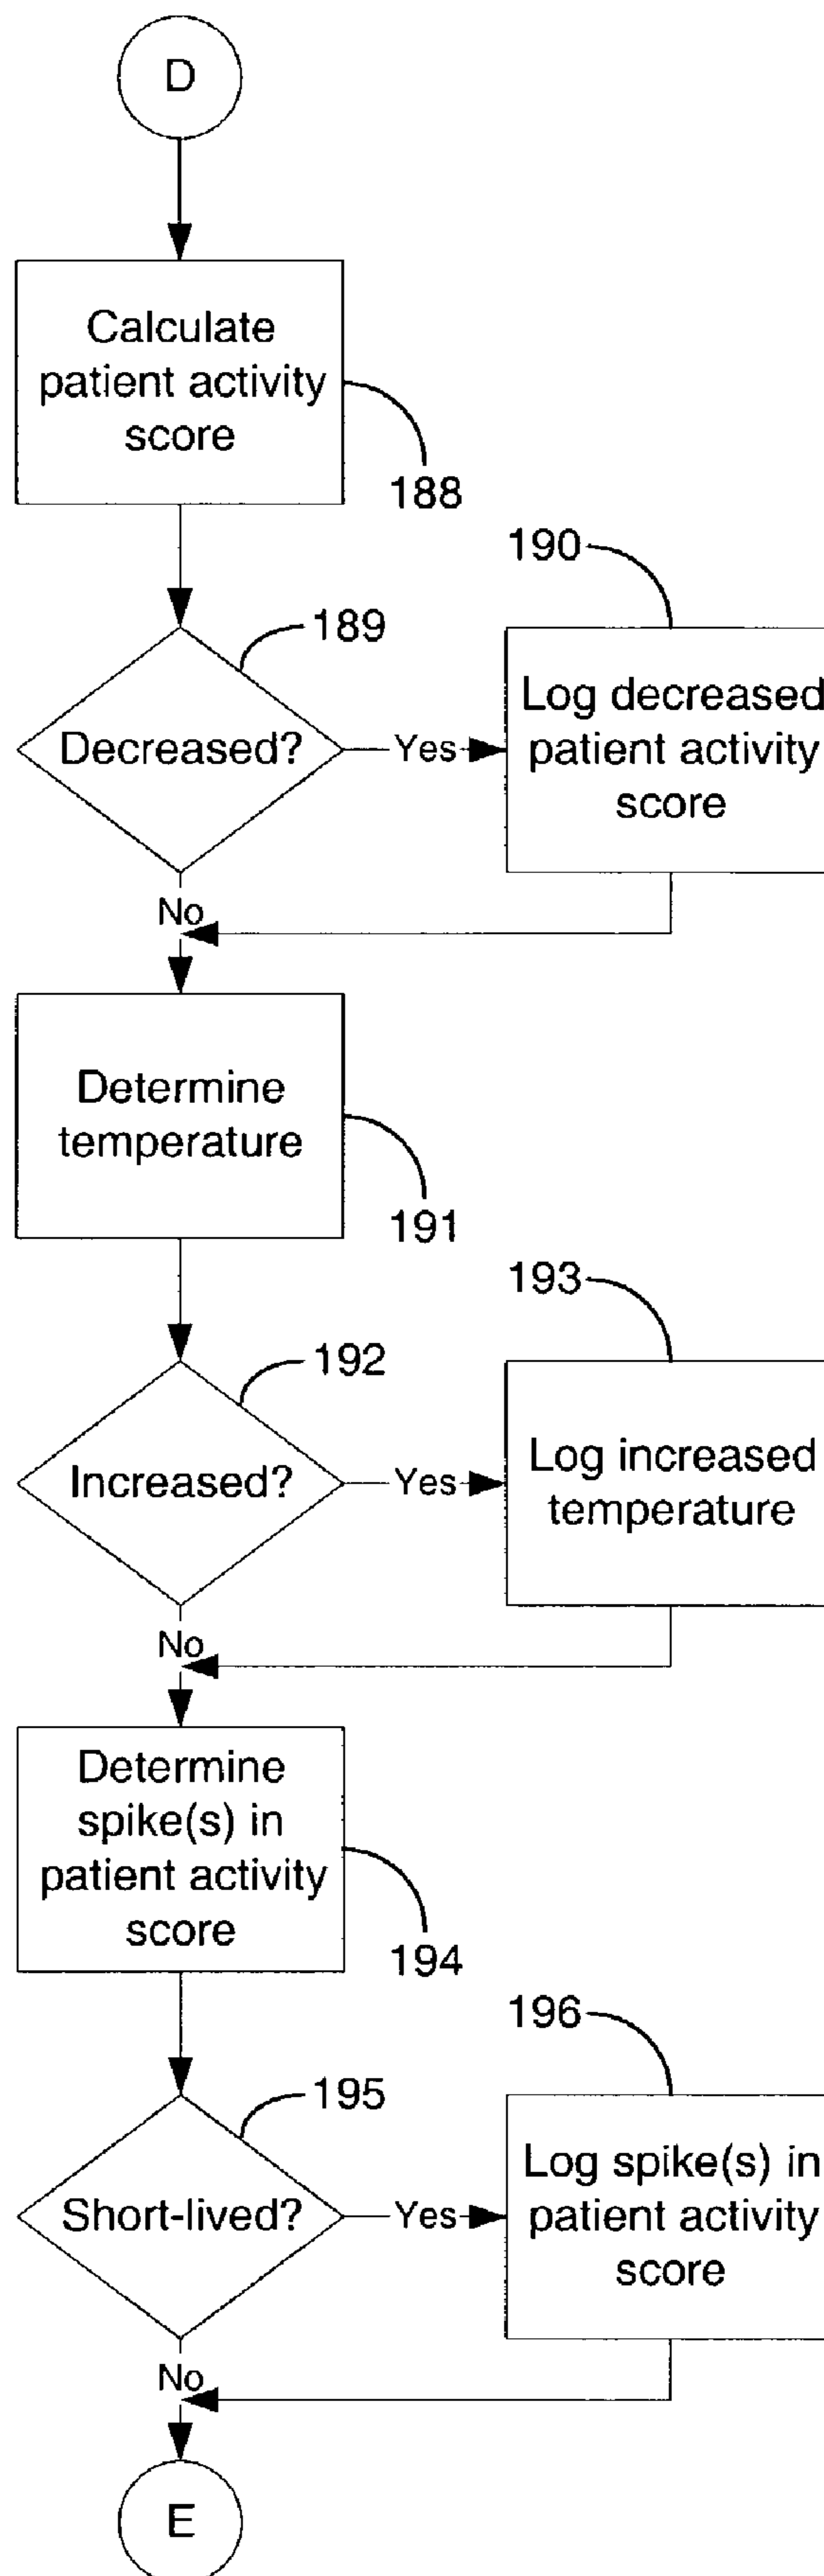 D
Calculate
patient activity
score
188
189
Decreased?
Yes
190
Log decreased
patient activity
score
No
Determine
temperature
191
192
Increased?
Yes
193
Log increased
temperature
No
Determine
spike(s) in
patient activity
score
194
195
Short-lived?
Yes
196
Log spike(s) in
patient activity
score
No
E